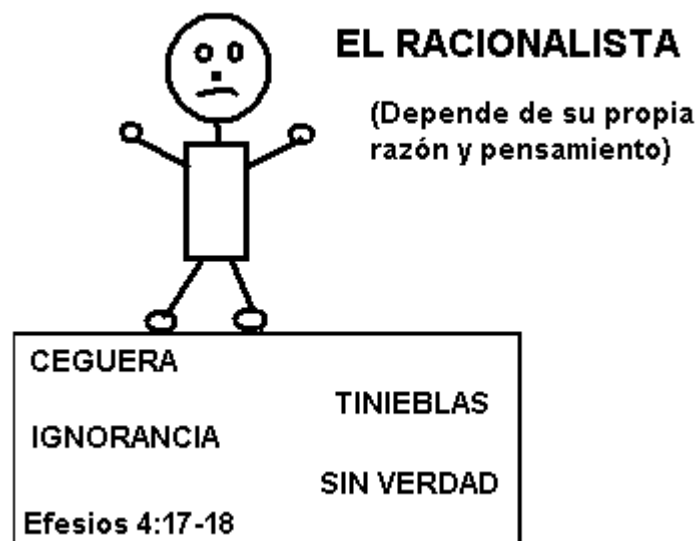 EL RACIONALISTA
(Depende de su propia
razón y pensamiento)
CEGUERA
TINIEBLAS
IGNORANCIA
SIN VERDAD
Efesios 4:17-18